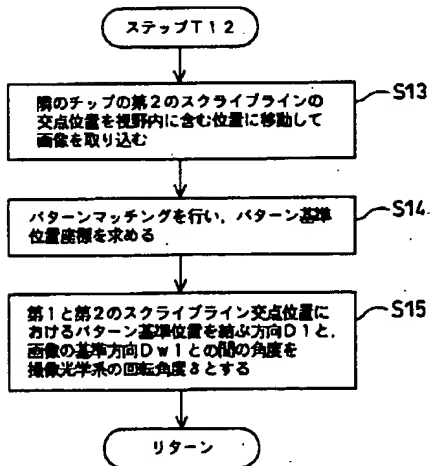 ステップT12
隣のチップの第2のスクライブラインの
交点位置を視野内に含む位置に移動して
画像を取り込む
S13
パターンマッチングを行い，パターン基準
位置座標を求める
S14
第1と第2のスクライブライン交点位置に
おけるパターン基準位置を結ぶ方向D1と，
画像の基準方向Dw1との間の角度を
撮像光学系の回転角度δとする
S15
リターン